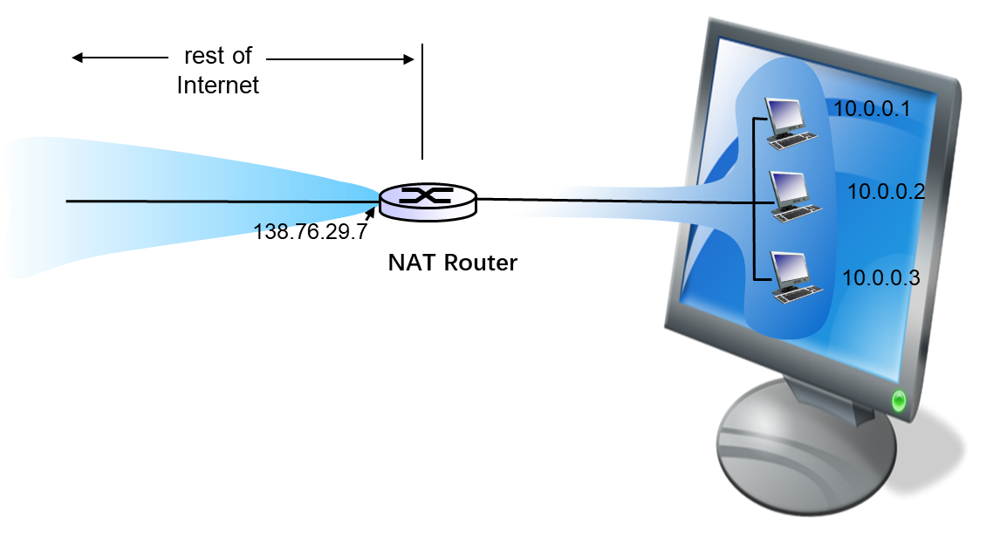 rest of
Internet
10.0.0.1
10.0.0.2
138.76.29.7
NAT Router
10.0.0.3